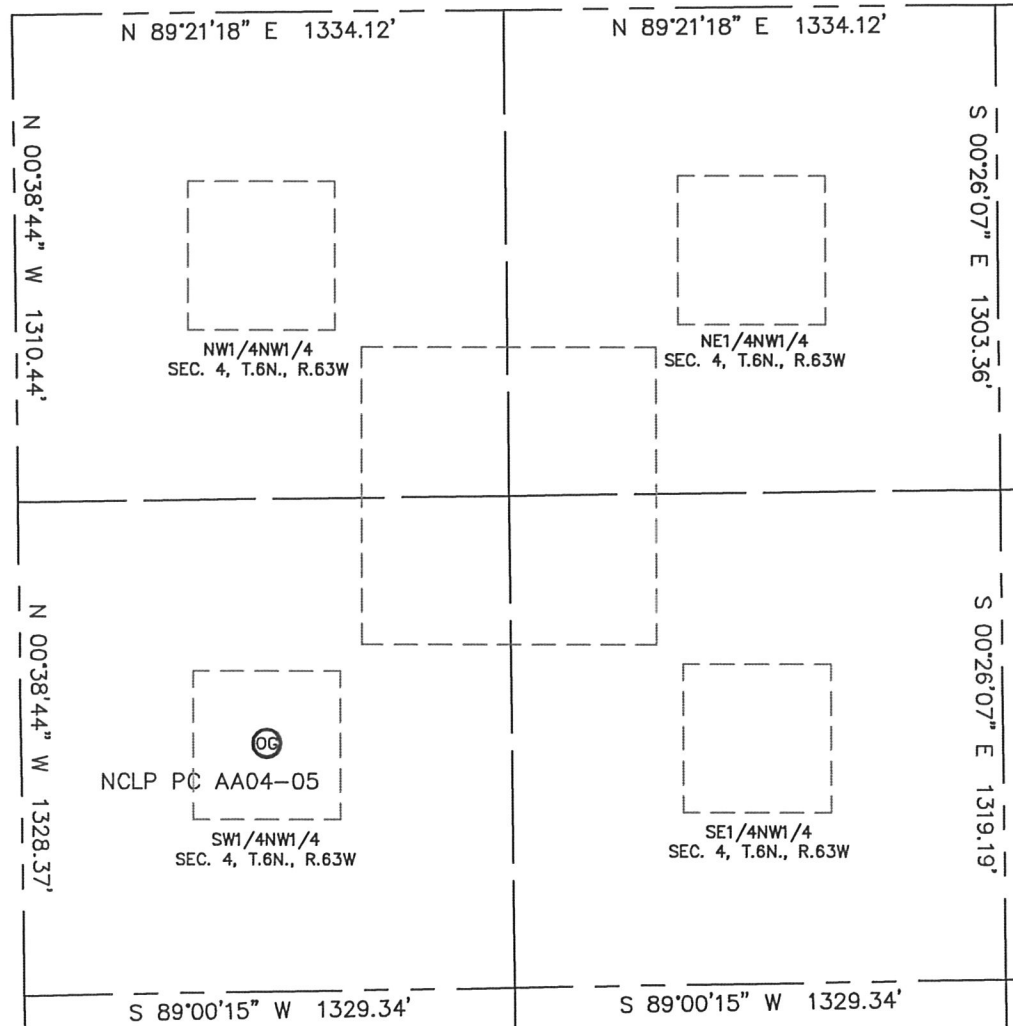 N 89°21'18" E 1334.12'
N 89°21'18" E 1334.12'
N 00°38'44" W 1310.44'
S 00°26'07" E 1303.36'
NW1/4NW1/4
SEC. 4, T.6N., R.63W
NE1/4NW1/4
SEC. 4, T.6N., R.63W
N 00°38'44" W 1328.37'
S 00°26'07" E 1319.19'
OG
NCLP PC AA04-05
SW1/4NW1/4
SEC. 4, T.6N., R.63W
SE1/4NW1/4
SEC. 4, T.6N., R.63W
S 89°00'15" W 1329.34'
S 89°00'15" W 1329.34'